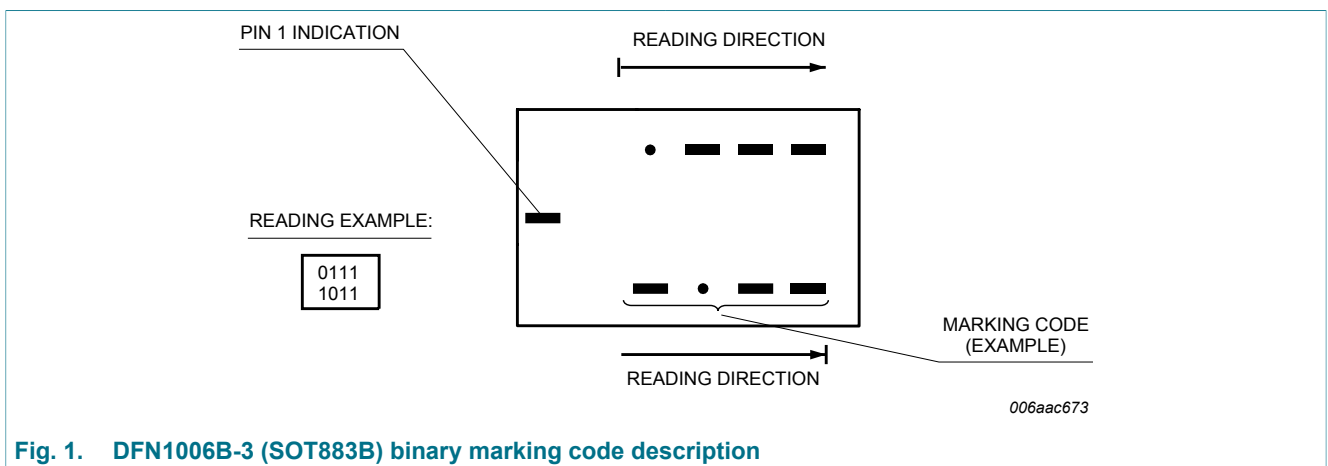 PIN 1 INDICATION
READING DIRECTION
READING EXAMPLE:
0111
1011
MARKING CODE
(EXAMPLE)
READING DIRECTION
006aac673
Fig. 1. DFN1006B-3 (SOT883B) binary marking code description